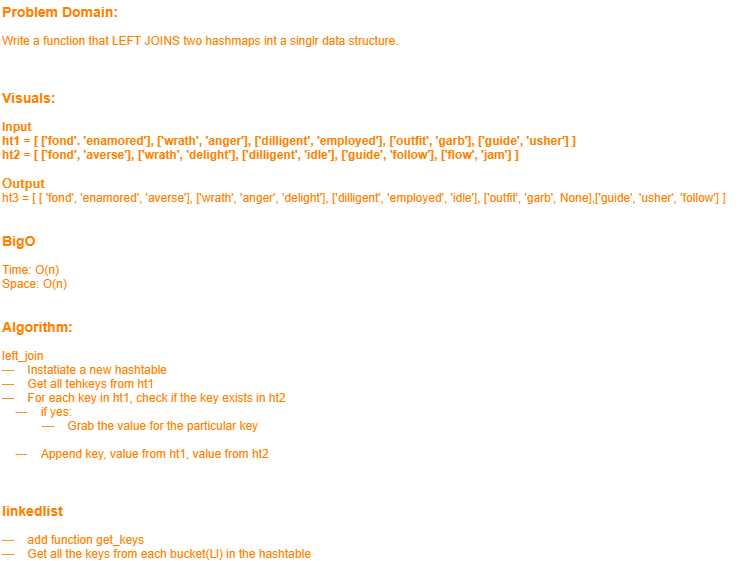 Problem Domain:
Write a function that LEFT JOINS two hashmaps int a singlr data structure.
Visuals:
Input
ht1 = [ ['fond'. 'enamored'], ['wrath', 'anger'], ['dilligent', 'employed'], ['outfit', 'garb'], ['guide', 'usher'] ]
ht2 = [ ['fond', 'averse'], ['wrath', 'delight'], ['dilligent', 'idle'], ['guide', 'follow'], ['flow', 'jam'] ]
Output
ht3 = [ [ 'fond', 'enamored', 'averse'], ['wrath', 'anger', 'delight'], ['dilligent', 'employed', 'idle'], ['outfit', 'garb', None],['guide', 'usher', 'follow'] ]
BigO
Time: O(n)
Space: O(n)
Algorithm:
left_join
--- Instatiate a new hashtable
--- Get all tehkeys from ht1
--- For each key in ht1, check if the key exists in ht2
--- if yes:
--- Grab the value for the particular key
--- Append key, value from ht1, value from ht2
linkedlist
--- add function get_keys
--- Get all the keys from each bucket(Ll) in the hashtable